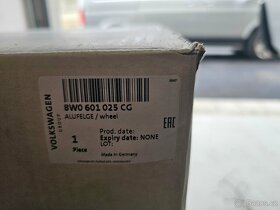 VOLKSWAGEN
GROUP
8W0 601 025 CG
ALUFELGE / wheel
1
Piece
Prod. date:
Expiry date: NONE
LOT:
Made in Germany
EAC